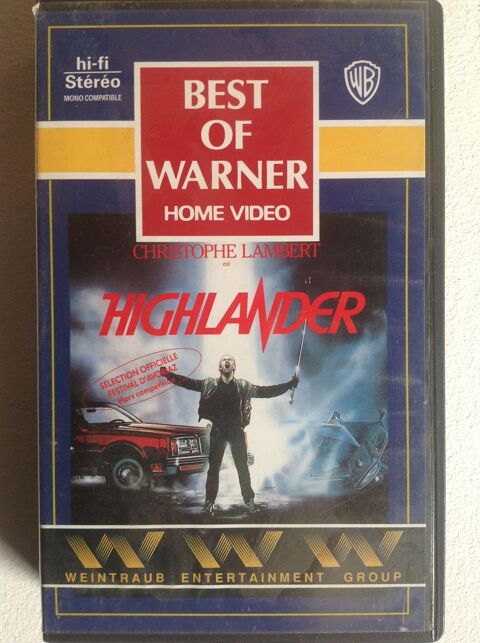 hi-fi
Stéréo
MONO COMPATIBLE
BEST
OF
WARNER
HOME VIDEO
WB
CHRISTOPHE LAMBERT
est
HIGHLANDER
SELECTION OFFICIELLE
FESTIVAL D'AVORIAZ
Hors compétition
W W W
WEINTRAUB ENTERTAINMENT GROUP